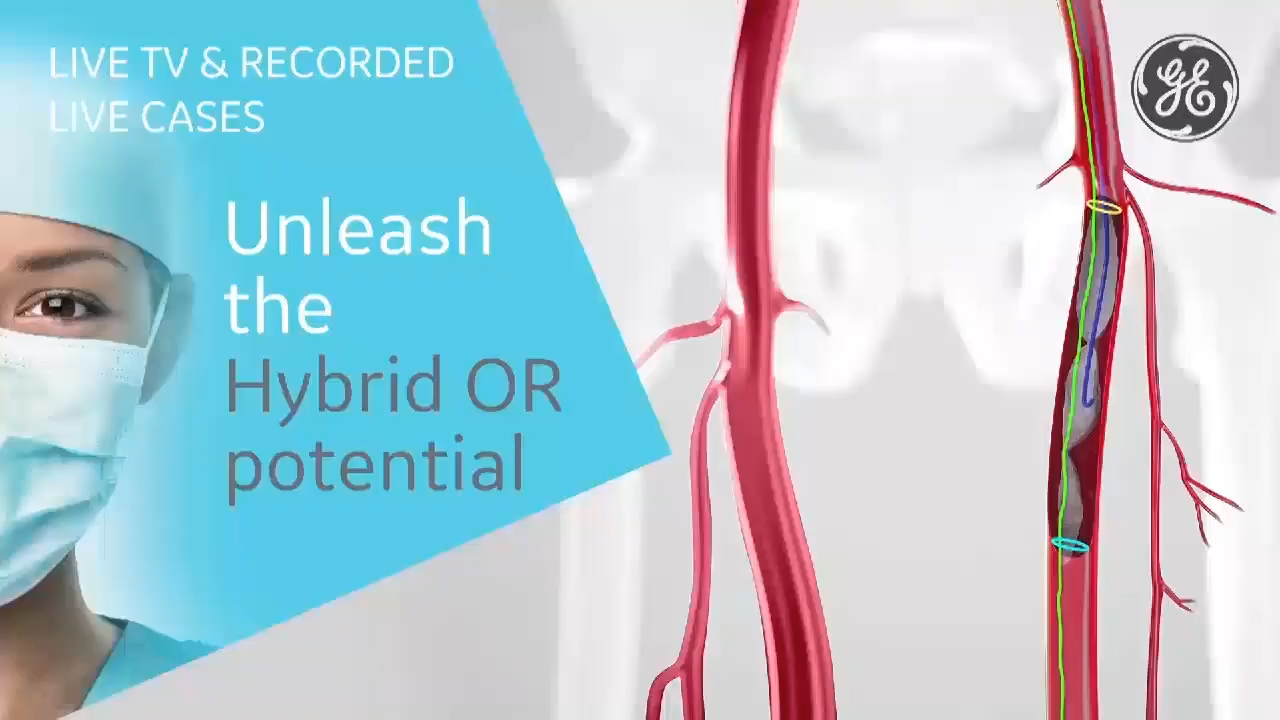 LIVE TV & RECORDED
LIVE CASES
Unleash
the
Hybrid OR
potential
GE